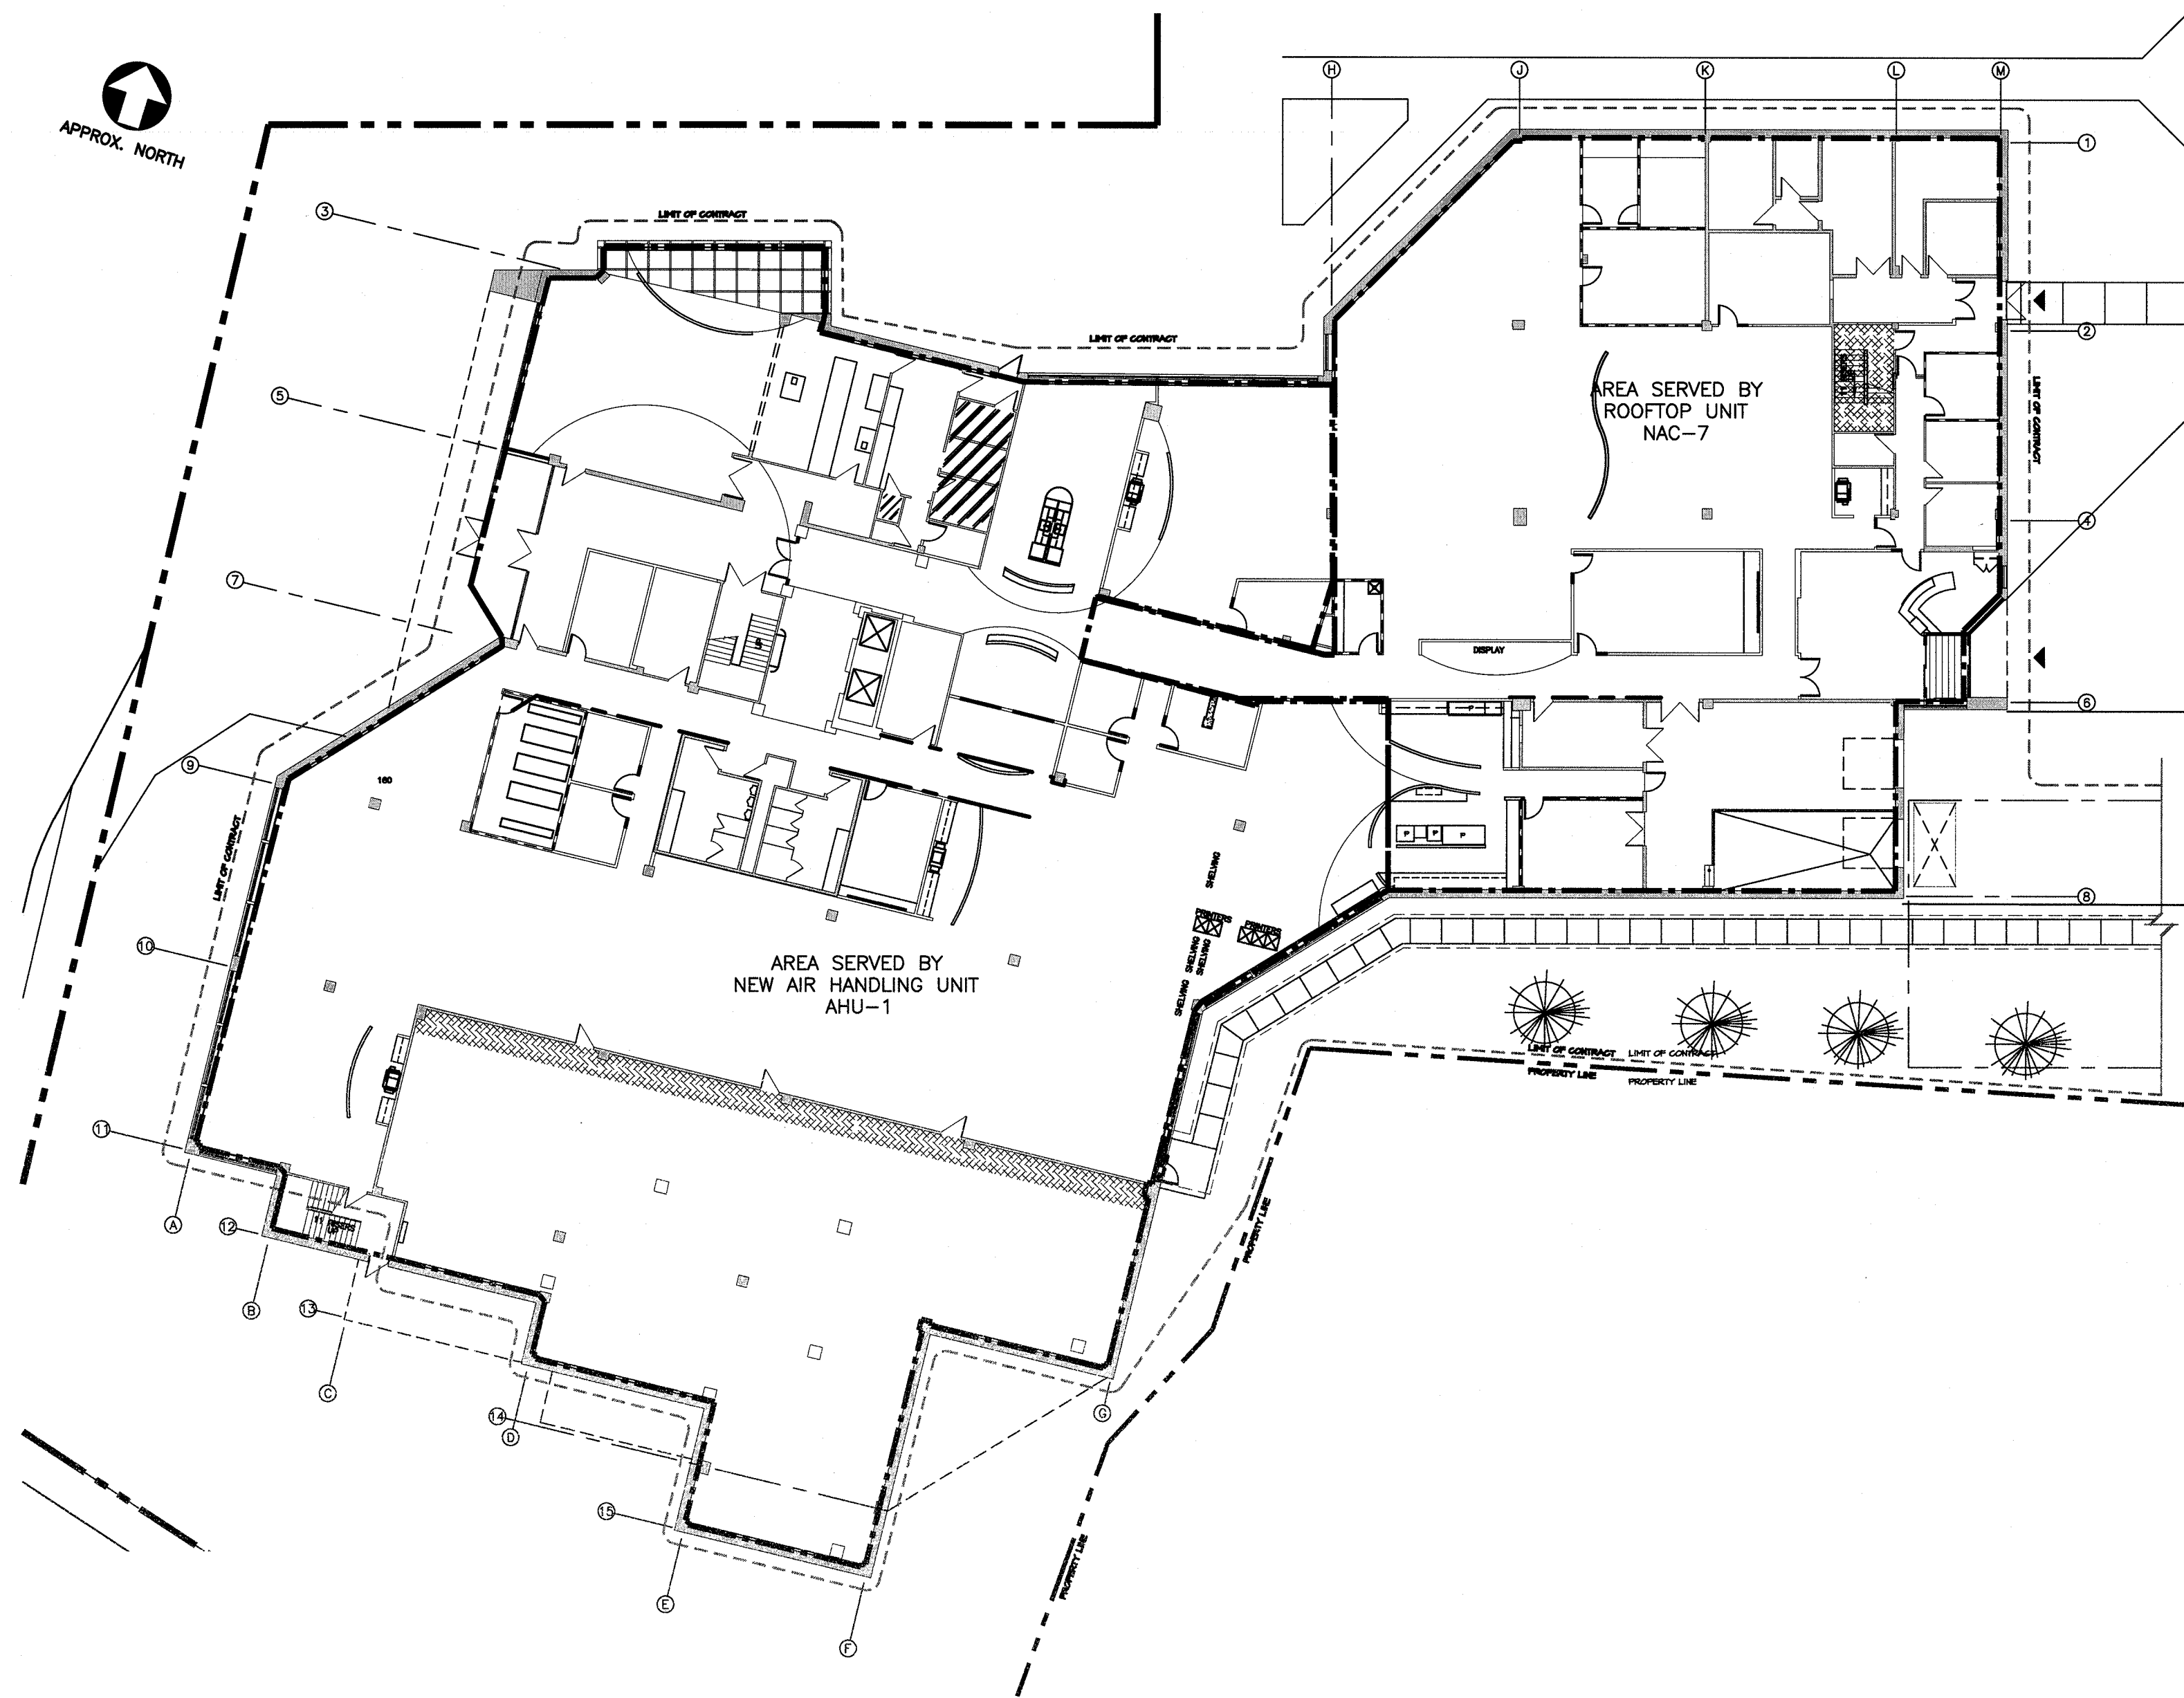 H
J
K
L
M
APPROX. NORTH
1
3
LIMIT OF CONTRACT
2
LIMIT OF CONTRACT
AREA SERVED BY
ROOFTOP UNIT
NAC-7
LIMIT OF CONTRACT
5
4
7
DISPLAY
6
P
9
160
LIMIT OF CONTRACT
P
P
P
SHELVING
8
PRINTERS
PRINTERS
10
SHELVING
SHELVING
SHELVING
AREA SERVED BY
NEW AIR HANDLING UNIT
AHU-1
LIMIT OF CONTRACT
LIMIT OF CONTRACT
PROPERTY LINE
PROPERTY LINE
11
A
12
PROPERTY LINE
B
13
C
14
D
G
15
PROPERTY LINE
E
F